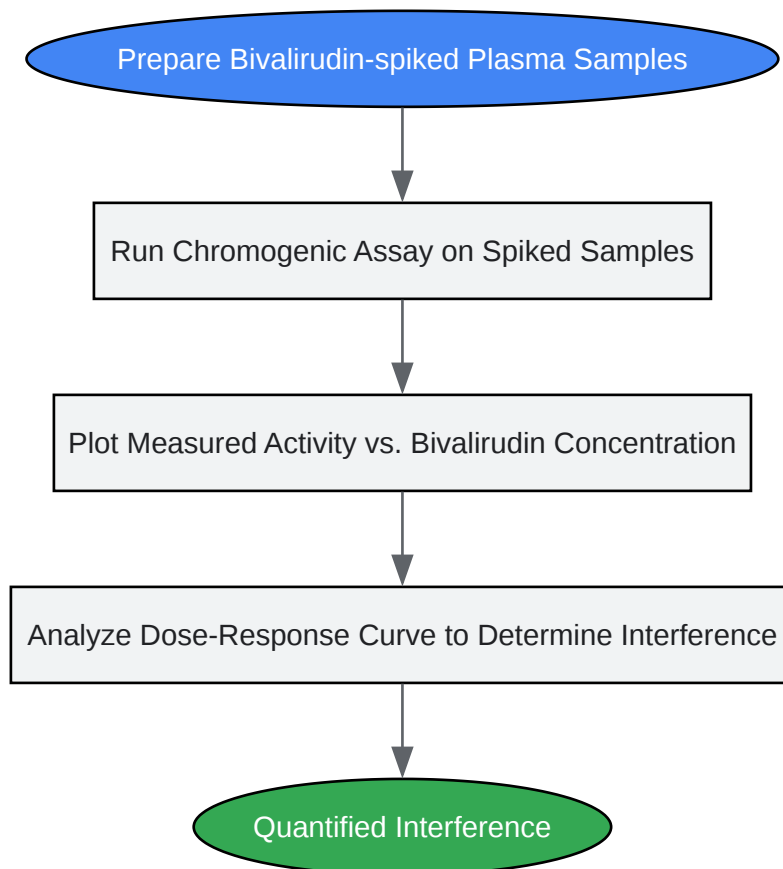 Prepare Bivalirudin-spiked Plasma Samples
Run Chromogenic Assay on Spiked Samples
Plot Measured Activity vs. Bivalirudin Concentration
Analyze Dose-Response Curve to Determine Interference
Quantified Interference